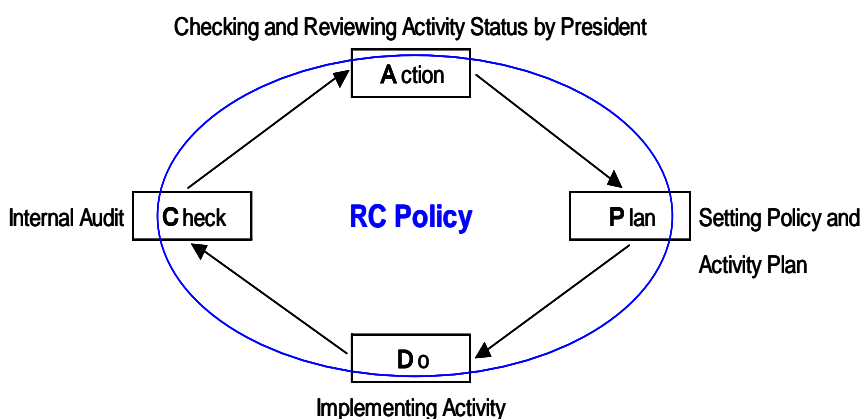 Checking and Reviewing Activity Status by President
Action
Internal Audit
Check
RC Policy
Plan
Setting Policy and
Activity Plan
Do
Implementing Activity